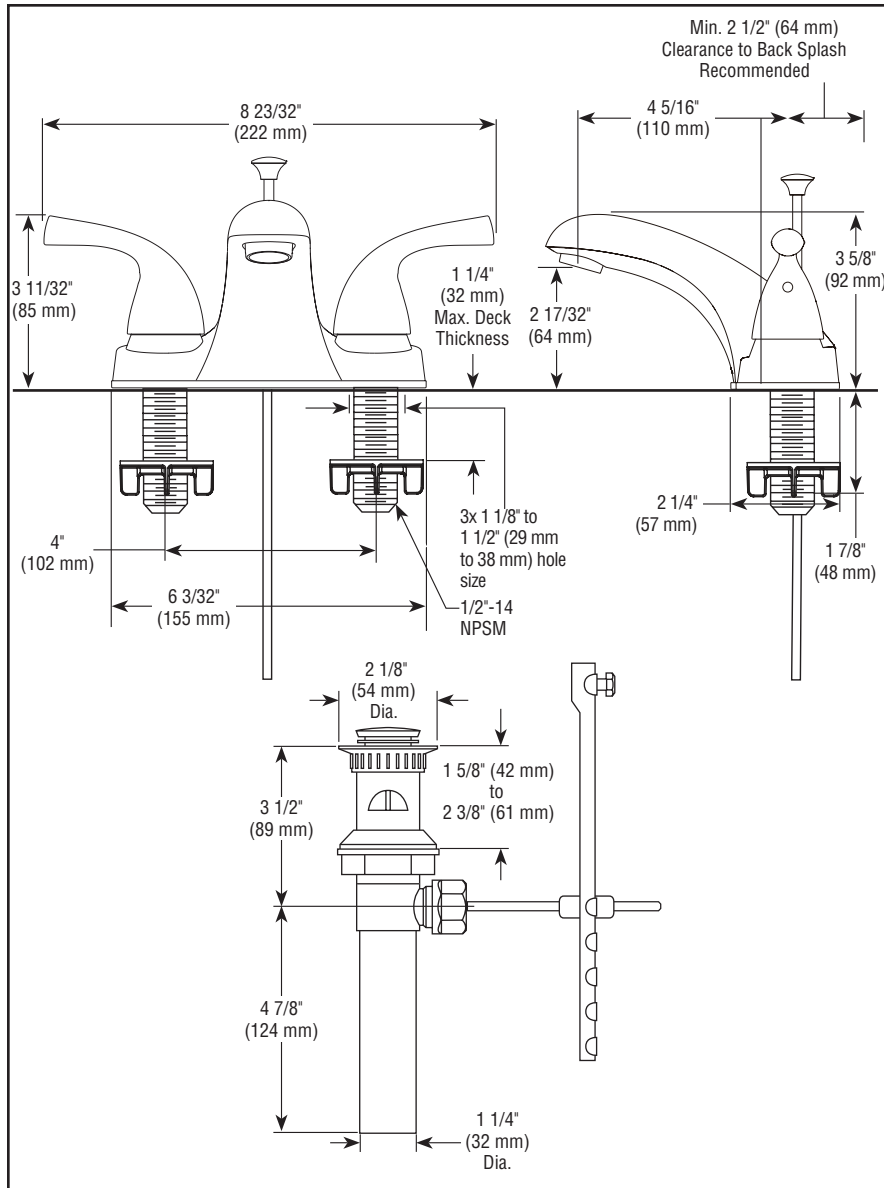 Min. 2 1/2" (64 mm)
Clearance to Back Splash
Recommended
8 23/32"
(222 mm)
4 5/16"
(110 mm)
3 11/32"
(85 mm)
1 1/4"
(32 mm)
Max. Deck
Thickness
2 17/32"
(64 mm)
3 5/8"
(92 mm)
4"
(102 mm)
6 3/32"
(155 mm)
3x 1 1/8" to
1 1/2" (29 mm
to 38 mm) hole
size
1/2"-14
NPSM
2 1/4"
(57 mm)
1 7/8"
(48 mm)
2 1/8"
(54 mm)
Dia.
3 1/2"
(89 mm)
1 5/8" (42 mm)
to
2 3/8" (61 mm)
4 7/8"
(124 mm)
1 1/4"
(32 mm)
Dia.